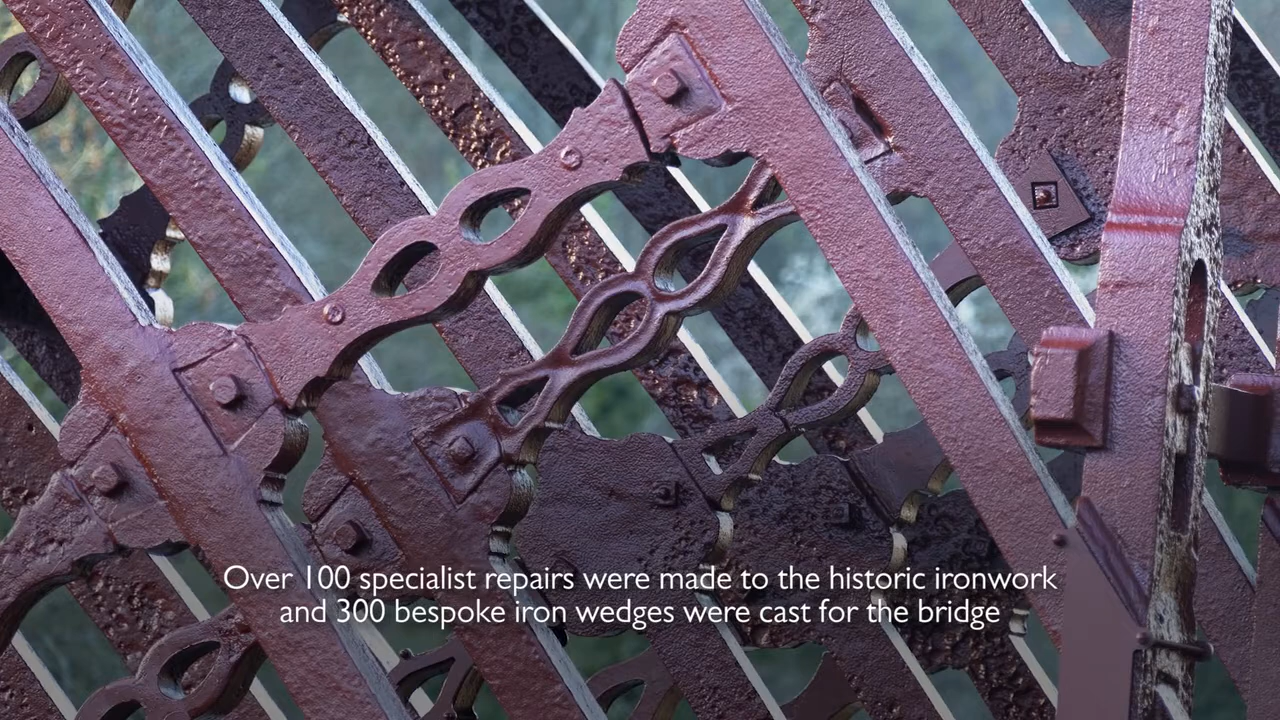 Over 100 specialist repairs were made to the historic ironwork
and 300 bespoke iron wedges were cast for the bridge